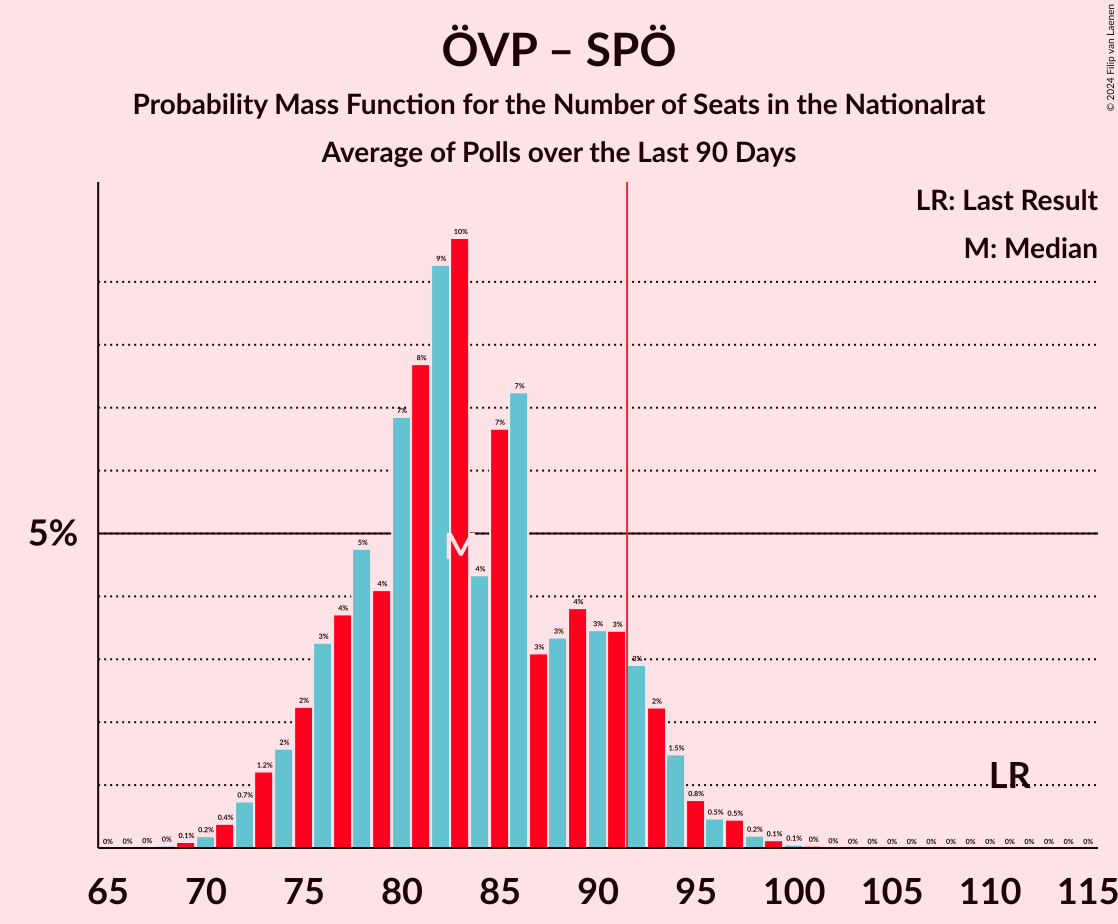 ÖVP – SPÖ
Probability Mass Function for the Number of Seats in the Nationalrat
Average of Polls over the Last 90 Days
© 2024 Filip van Laenen
LR: Last Result
M: Median
5%
0% 0% 0% 0% 0.1% 0.2% 0.4% 0.7% 1.2% 2% 2% 3% 4% 5% 4% 7% 8% 9% 10% 4% 7% 7% 3% 3% 4% 3% 3% 3% 2% 1.5% 0.8% 0.5% 0.5% 0.2% 0.1% 0.1% 0% 0% 0% 0% 0% 0% 0% 0% 0% 0% 0% 0% 0% 0% 0%
M
LR
65 70 75 80 85 90 95 100 105 110 115